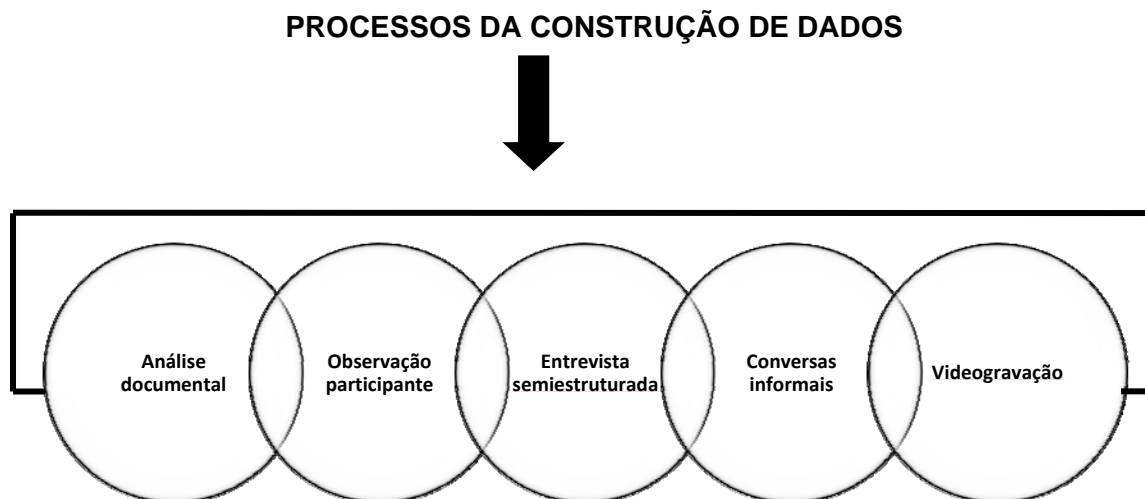 PROCESSOS DA CONSTRUÇÃO DE DADOS
Análise
documental
Observação
participante
Entrevista
semiestruturada
Conversas
informais
Videogravação